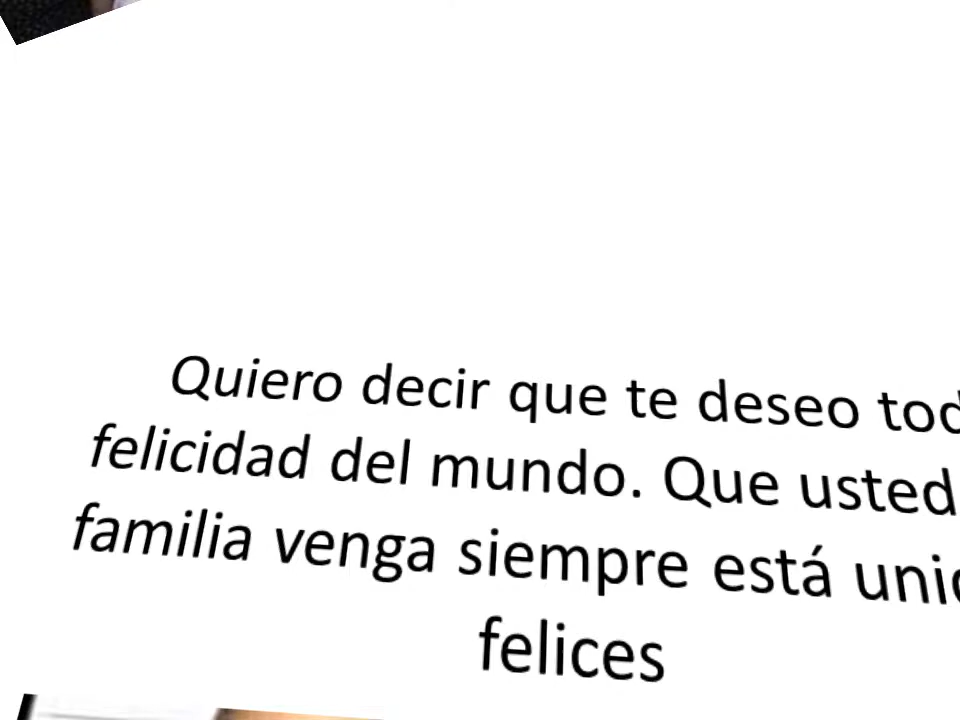 Quiero decir que te deseo
felicidad del mundo. Que usted
familia venga siempre está
felices